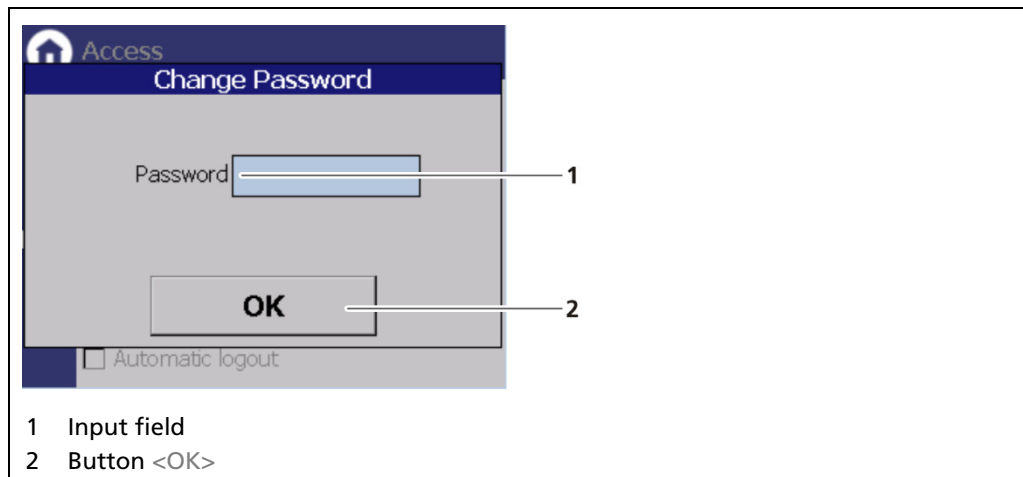 Access
Change Password
Password
1
OK
2
Automatic logout
1 Input field
2 Button <OK>